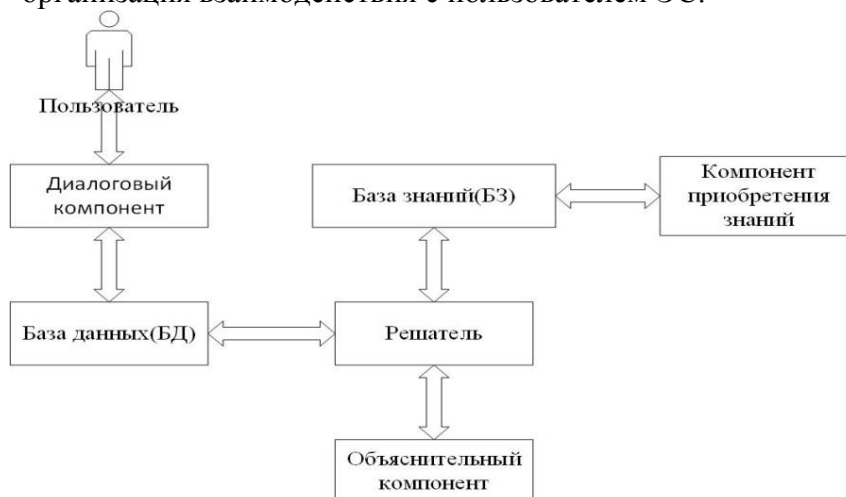 организация взаимодействия с пользователем ЭС.
Пользователь
Диалоговый
компонент
База знаний(БЗ)
Компонент
приобретения
знаний
База данных(БД)
Решатель
Объяснительный
компонент